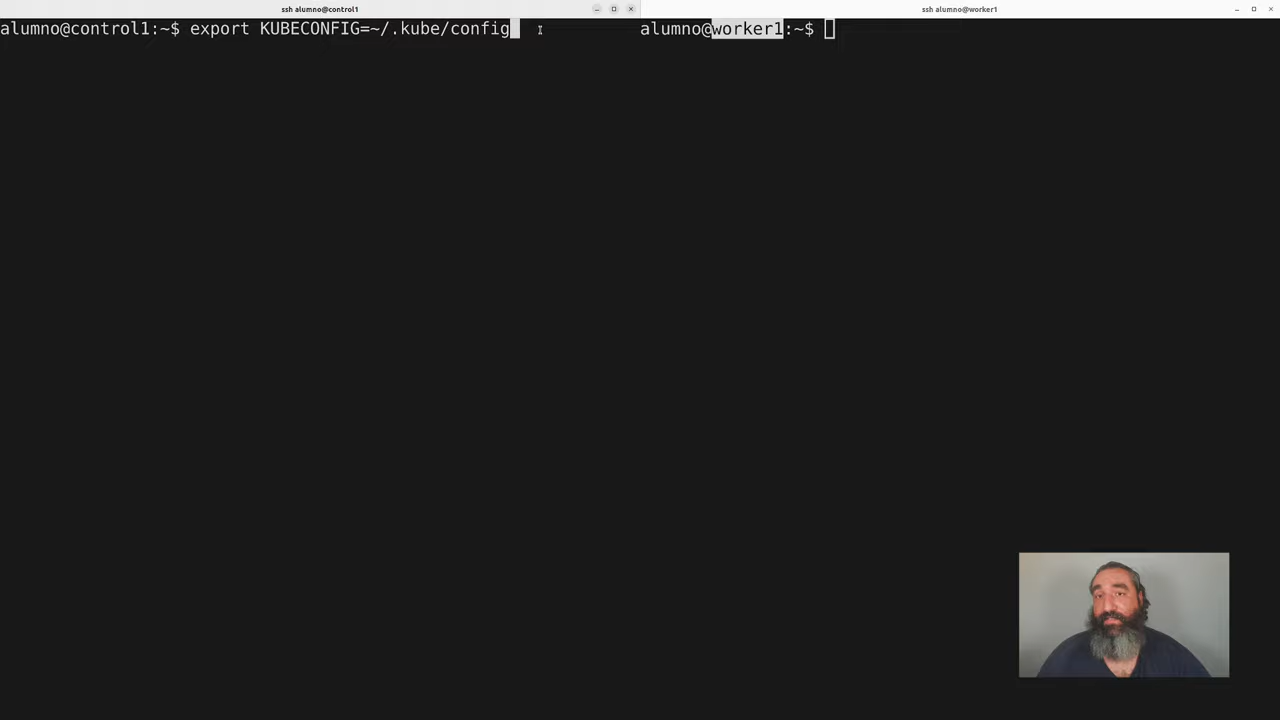 ssh alumno@control1
alumno@control1:~$ export KUBECONFIG=~/.kube/config
ssh alumno@worker1
alumno@worker1:~$